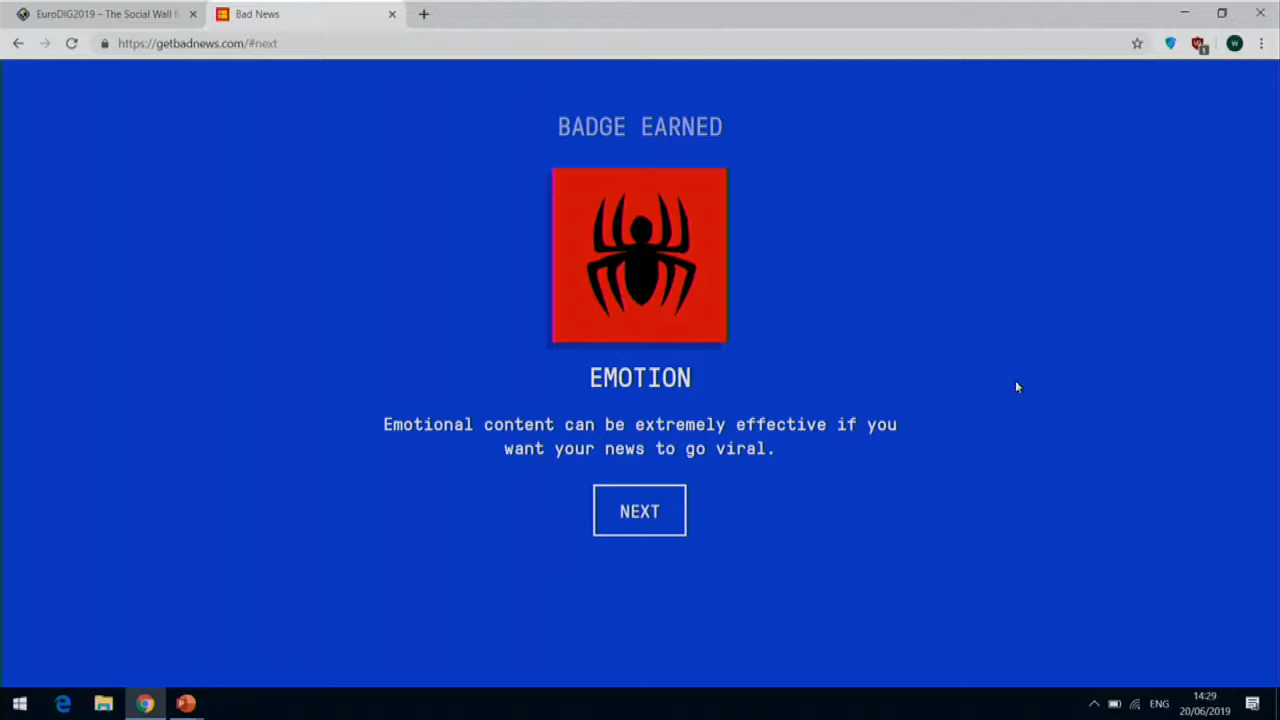 EuroDIG2019 – The Social Wall f
Bad News
https://getbadnews.com/#next
1
W
BADGE EARNED
EMOTION
Emotional content can be extremely effective if you
want your news to go viral.
NEXT
ENG
14:29
20/06/2019